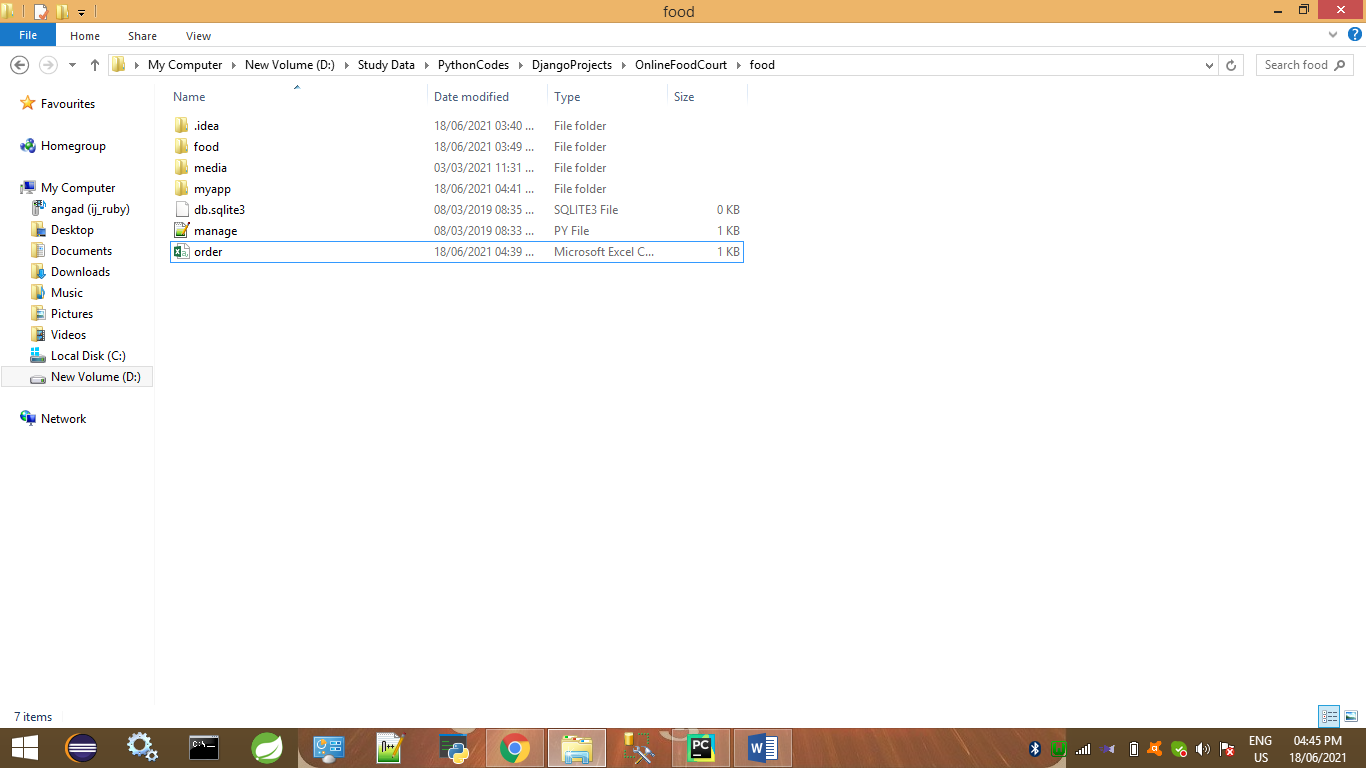 food
File Home Share View
My Computer New Volume (D:) Study Data PythonCodes DjangoProjects OnlineFoodCourt food Search food
Name Date modified Type Size
Favourites
Homegroup
My Computer
angad (ij_ruby)
Desktop
Documents
Downloads
Music
Pictures
Videos
Local Disk (C:)
New Volume (D:)
Network
.idea 18/06/2021 03:40 ... File folder
food 18/06/2021 03:49 ... File folder
media 03/03/2021 11:31 ... File folder
myapp 18/06/2021 04:41 ... File folder
db.sqlite3 08/03/2019 08:35 ... SQLITE3 File 0 KB
manage 08/03/2019 08:33 ... PY File 1 KB
order 18/06/2021 04:39 ... Microsoft Excel C... 1 KB
7 items
C:\_
PC
W
ENG 04:45 PM
US 18/06/2021